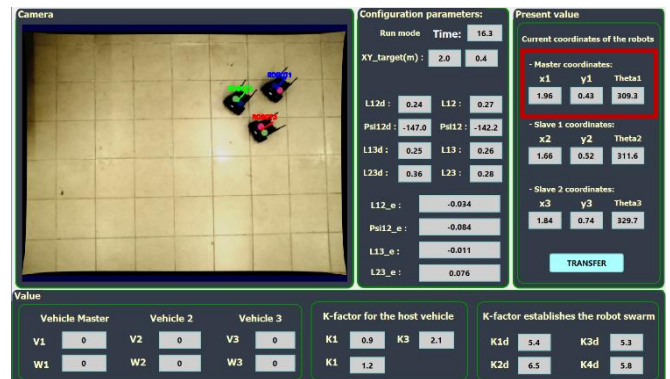 Camera
ROBOT1
Configuration parameters:
Run mode Time: 16.3
XY_target(m) : 2.0 0.4
L12d : 0.24 L12 : 0.27
Psi12d : -147.0 Psi12 : -142.2
L13d : 0.25 L13 : 0.26
L23d : 0.36 L23 : 0.28
L12_e : -0.034
Psi12_e : -0.084
L13_e : -0.011
L23_e : 0.076
Present value
Current coordinates of the robots
- Master coordinates:
x1 y1 Theta1
1.96 0.43 309.3
- Slave 1 coordinates:
x2 y2 Theta2
1.66 0.52 311.6
- Slave 2 coordinates:
x3 y3 Theta3
1.84 0.74 329.7
TRANSFER
Value
Vehicle Master Vehicle 2 Vehicle 3
V1 0 V2 0 V3 0
W1 0 W2 0 W3 0
K-factor for the host vehicle
K1 0.9 K3 2.1
K1 1.2
K-factor establishes the robot swarm
K1d 5.4 K3d 5.3
K2d 6.5 K4d 5.8